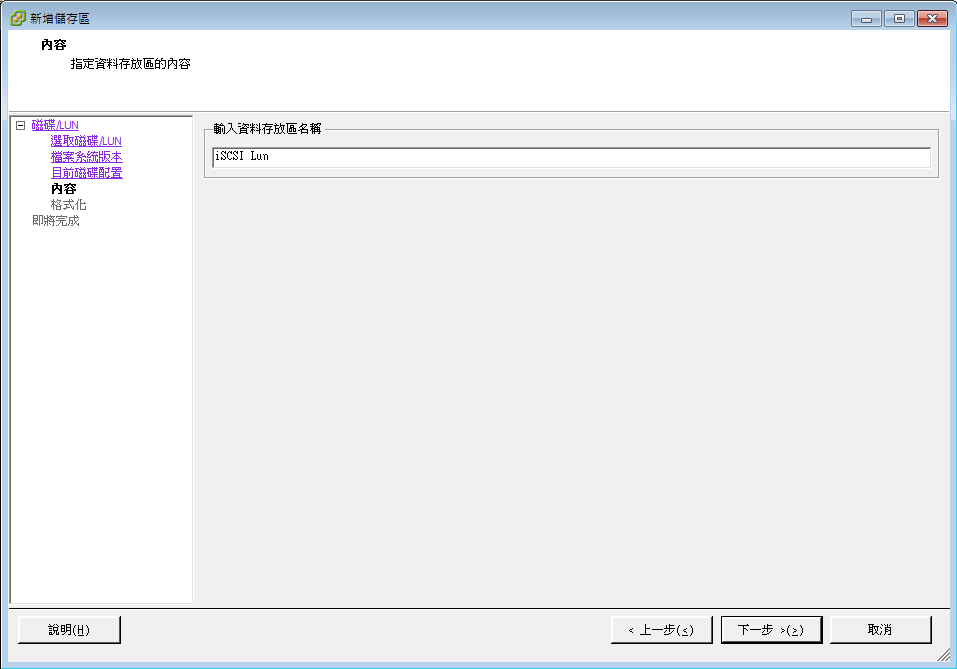 新增儲存區
內容
指定資料存放區的內容
磁碟/LUN
選取磁碟/LUN
檔案系統版本
目前磁碟配置
內容
格式化
即將完成
輸入資料存放區名稱
iSCSI Lun
說明(H)
< 上一步(<)
下一步 >(>)
取消